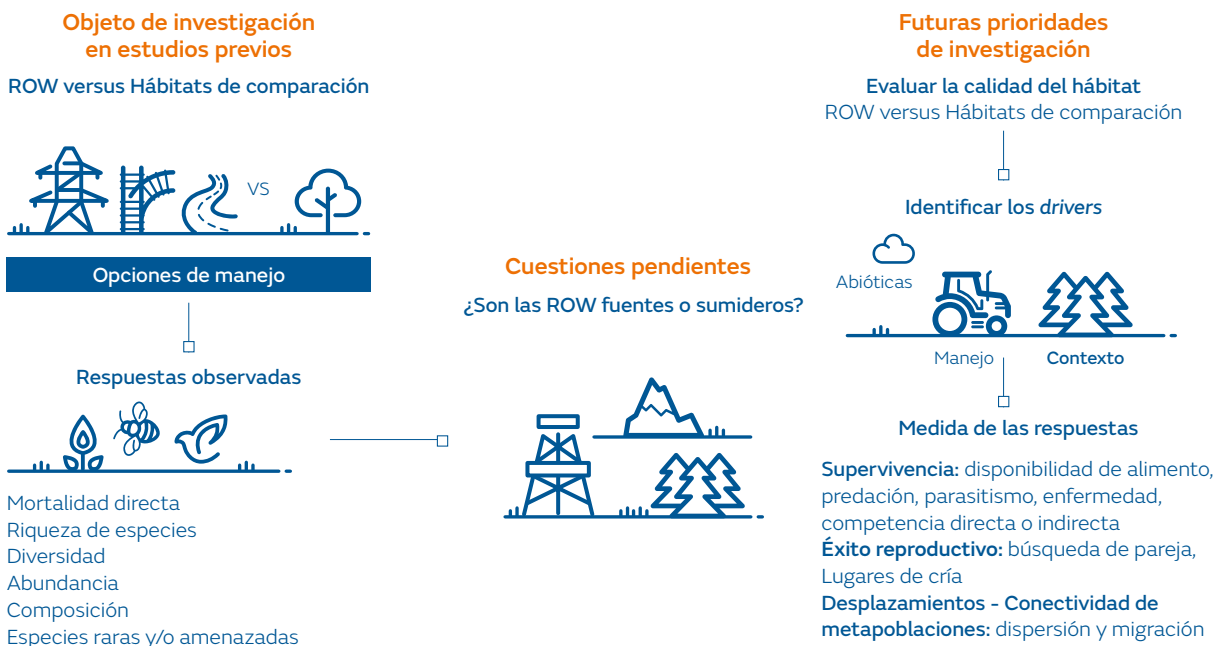 Objeto de investigación
en estudios previos
ROW versus Hábitats de comparación
VS
Opciones de manejo
Respuestas observadas
Mortalidad directa
Riqueza de especies
Diversidad
Abundancia
Composición
Especies raras y/o amenazadas
Cuestiones pendientes
¿Son las ROW fuentes o sumideros?
Futuras prioridades
de investigación
Evaluar la calidad del hábitat
ROW versus Hábitats de comparación
Identificar los drivers
Abióticas
Manejo
Contexto
Medida de las respuestas
Supervivencia: disponibilidad de alimento,
predación, parasitismo, enfermedad,
competencia directa o indirecta
Éxito reproductivo: búsqueda de pareja,
Lugares de cría
Desplazamientos - Conectividad de
metapoblaciones: dispersión y migración